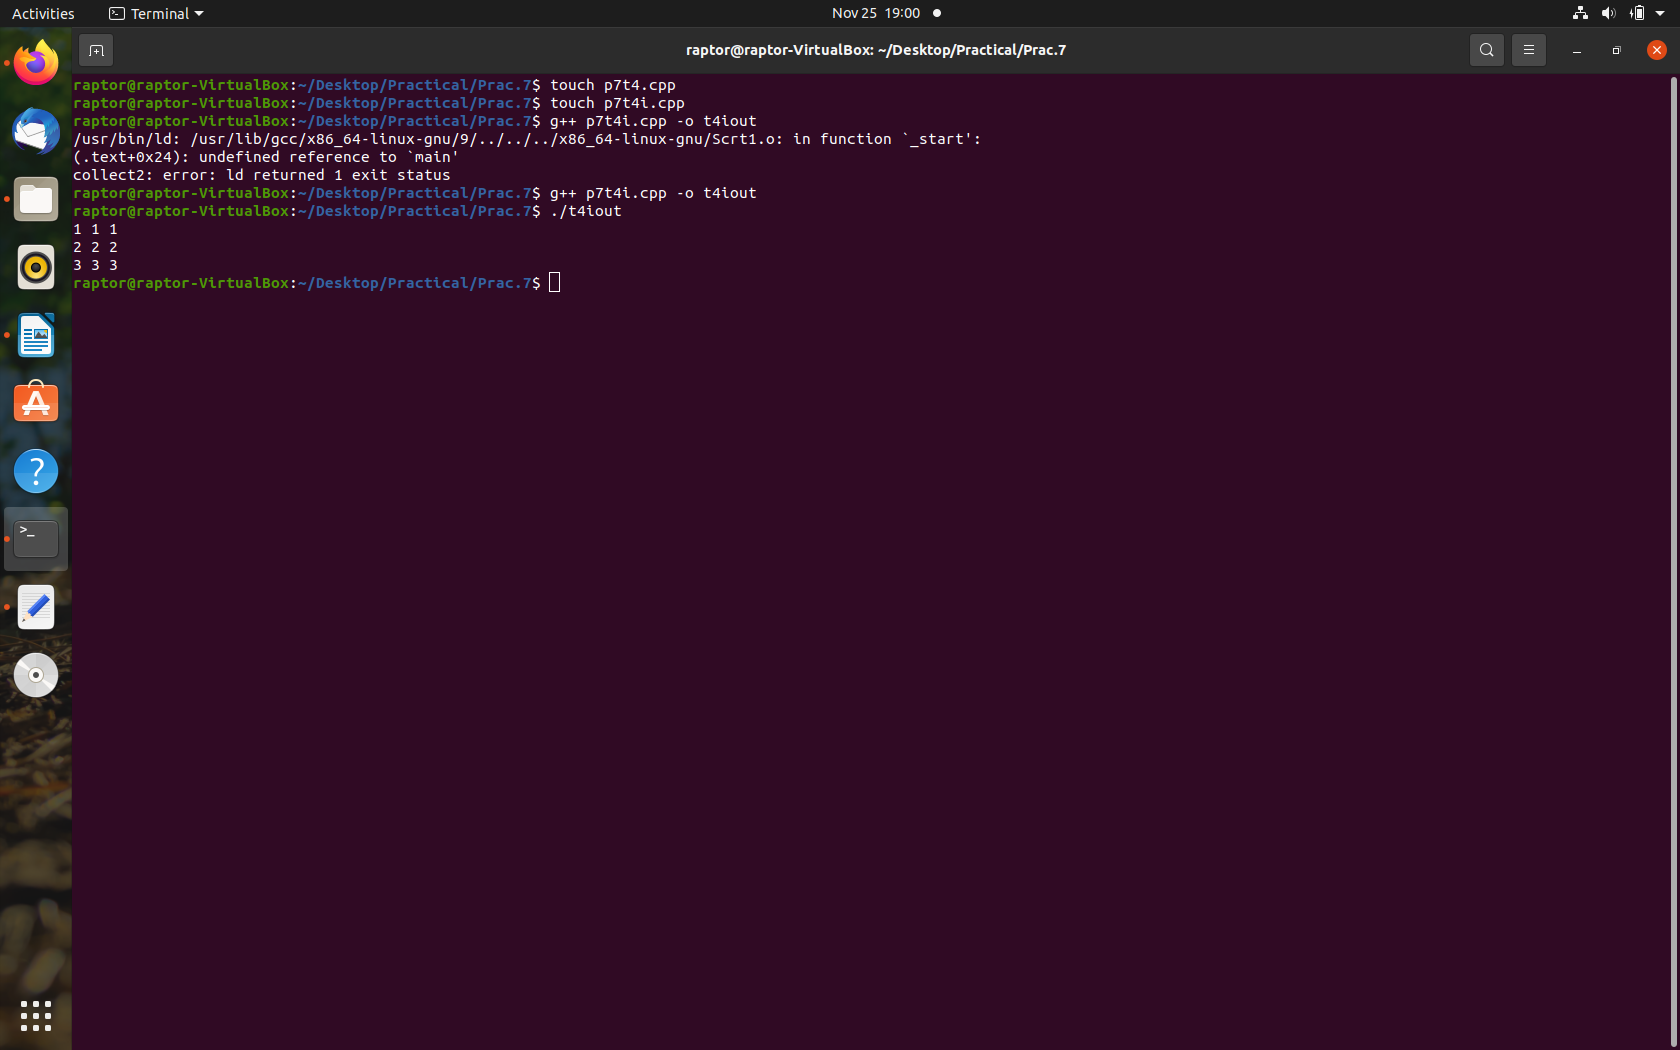 Activities Terminal Nov 25 19:00
raptor@raptor-VirtualBox: ~/Desktop/Practical/Prac.7
raptor@raptor-VirtualBox:~/Desktop/Practical/Prac.7$ touch p7t4.cpp
raptor@raptor-VirtualBox:~/Desktop/Practical/Prac.7$ touch p7t4i.cpp
raptor@raptor-VirtualBox:~/Desktop/Practical/Prac.7$ g++ p7t4i.cpp -o t4iout
/usr/bin/ld: /usr/lib/gcc/x86_64-linux-gnu/9/../../../x86_64-linux-gnu/Scrt1.o: in function `_start':
(.text+0x24): undefined reference to `main'
collect2: error: ld returned 1 exit status
raptor@raptor-VirtualBox:~/Desktop/Practical/Prac.7$ g++ p7t4i.cpp -o t4iout
raptor@raptor-VirtualBox:~/Desktop/Practical/Prac.7$ ./t4iout
1 1 1
2 2 2
3 3 3
raptor@raptor-VirtualBox:~/Desktop/Practical/Prac.7$